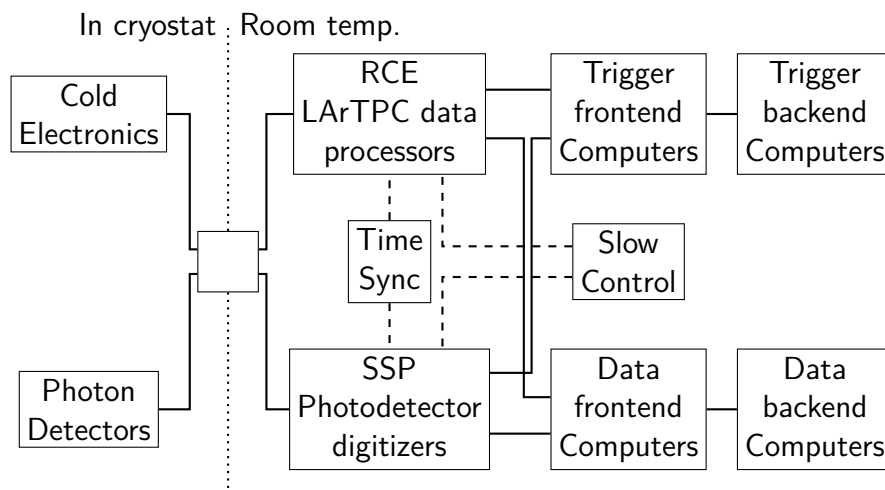 In cryostat Room temp.
Cold
Electronics
RCE
LArTPC data
processors
Trigger
frontend
Computers
Trigger
backend
Computers
Time
Sync
Slow
Control
Photon
Detectors
SSP
Photodetector
digitizers
Data
frontend
Computers
Data
backend
Computers